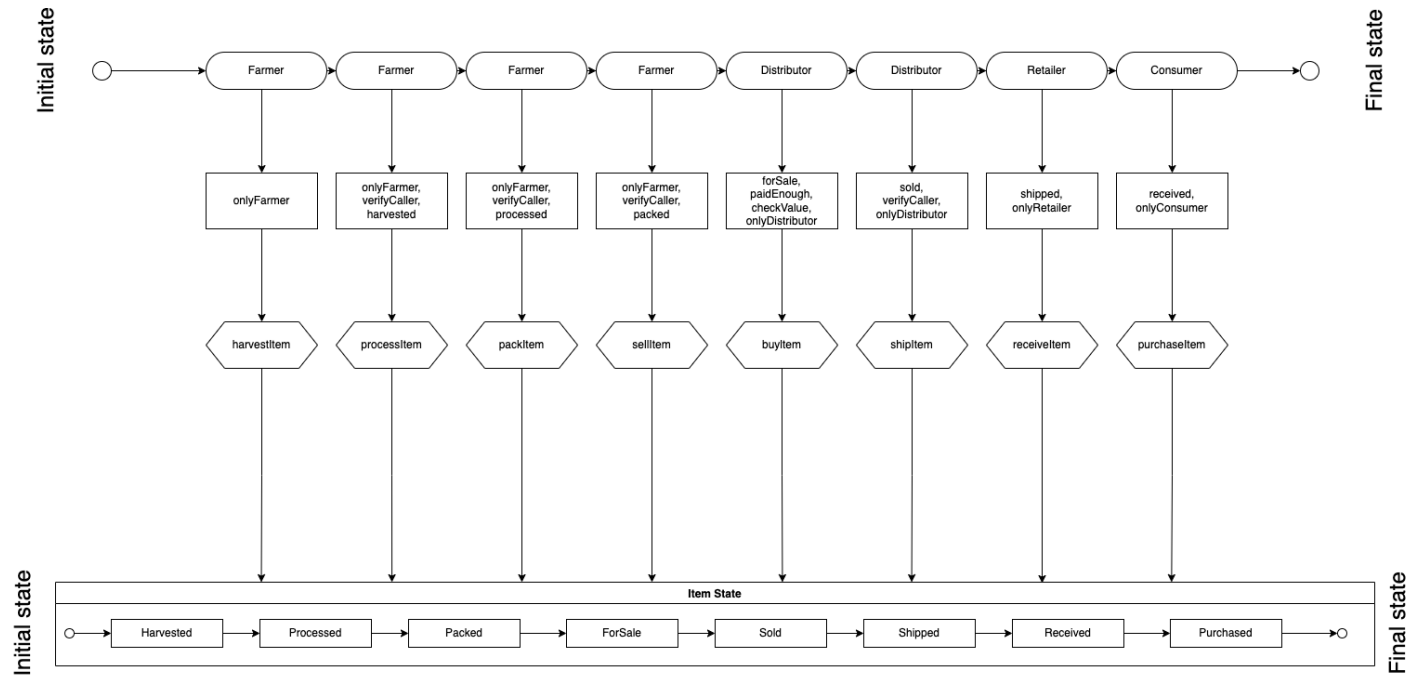 Initial state
Final state
Farmer
Farmer
Farmer
Farmer
Distributor
Distributor
Retailer
Consumer
onlyFarmer
onlyFarmer,
verifyCaller,
harvested
onlyFarmer,
verifyCaller,
processed
onlyFarmer,
verifyCaller,
packed
forSale,
paidEnough,
checkValue,
onlyDistributor
sold,
verifyCaller,
onlyDistributor
shipped,
onlyRetailer
received,
onlyConsumer
harvestItem
processItem
packItem
sellItem
buyItem
shipItem
receiveItem
purchaseItem
Initial state
Final state
Item State
Harvested
Processed
Packed
ForSale
Sold
Shipped
Received
Purchased